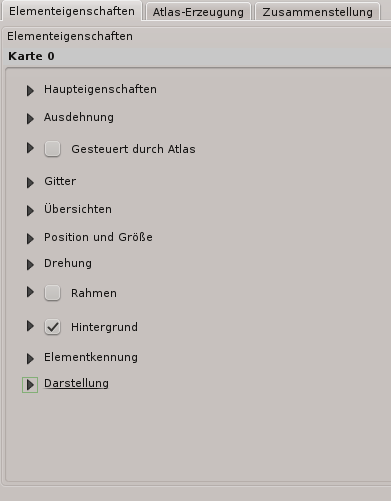 Elementeigenschaften Atlas-Erzeugung Zusammenstellung
Elementeigenschaften
Karte 0
Haupteigenschaften
Ausdehnung
Gesteuert durch Atlas
Gitter
Übersichten
Position und Größe
Drehung
Rahmen
Hintergrund
Elementkennung
Darstellung